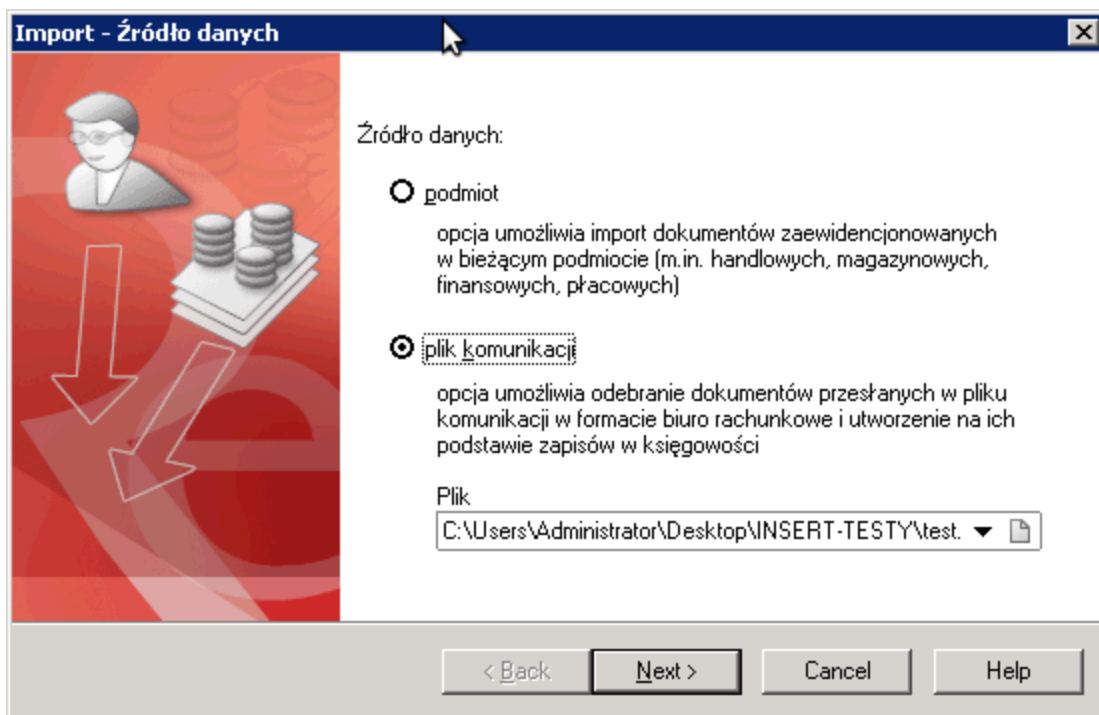 Import - Źródło danych
Źródło danych:
podmiot
opcja umożliwia import dokumentów zaewidencjonowanych
w bieżącym podmiocie (m.in. handlowych, magazynowych,
finansowych, płacowych)
plik komunikacji
opcja umożliwia odebranie dokumentów przesłanych w pliku
komunikacji w formacie biuro rachunkowe i utworzenie na ich
podstawie zapisów w księgowości
Plik
C:\Users\Administrator\Desktop\INSERT-TESTY\test.
< Back Next > Cancel Help